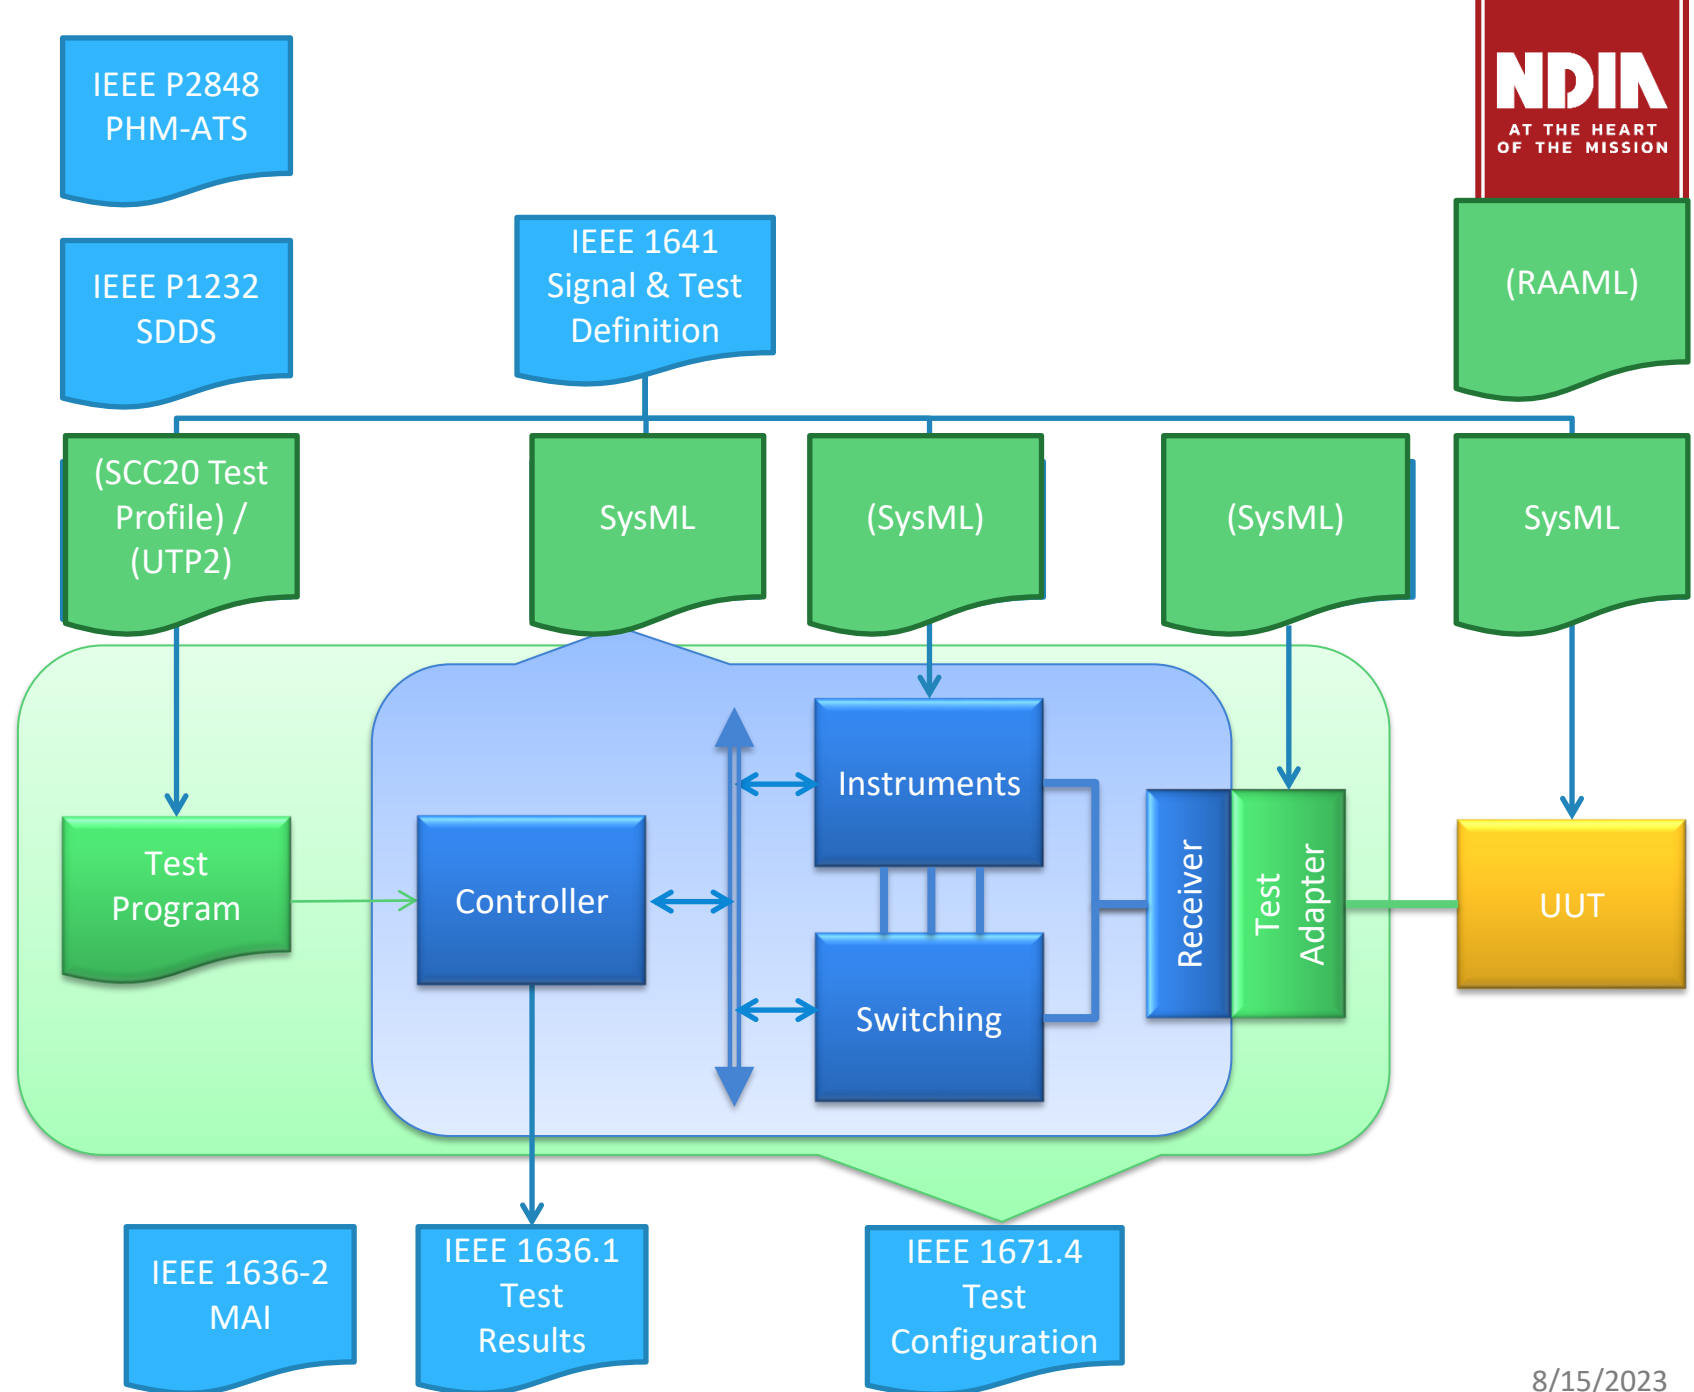 IEEE P2848
PHM-ATS
NDIA
AT THE HEART
OF THE MISSION
IEEE P1232
SDDS
IEEE 1641
Signal & Test
Definition
(RAAML)
(SCC20 Test
Profile) /
(UTP2)
SysML
(SysML)
(SysML)
SysML
Test
Program
Controller
Instruments
Switching
Receiver
Test
Adapter
UUT
IEEE 1636-2
MAI
IEEE 1636.1
Test
Results
IEEE 1671.4
Test
Configuration
8/15/2023